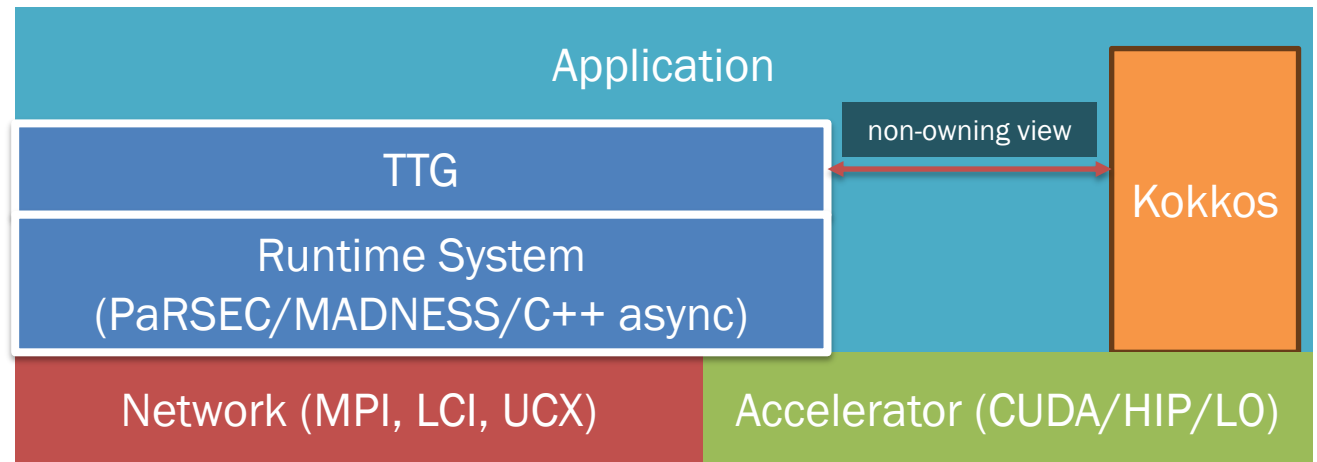 Application
non-owning view
TTG
Kokkos
Runtime System
(PaRSEC/MADNESS/C++ async)
Network (MPI, LCI, UCX)
Accelerator (CUDA/HIP/L0)